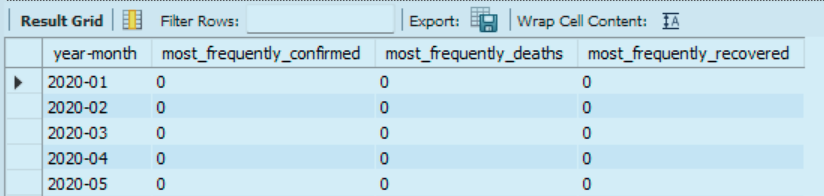 Result Grid Filter Rows: Export: Wrap Cell Content: IA
year-month most_frequently_confirmed most_frequently_deaths most_frequently_recovered
2020-01 0 0 0
2020-02 0 0 0
2020-03 0 0 0
2020-04 0 0 0
2020-05 0 0 0